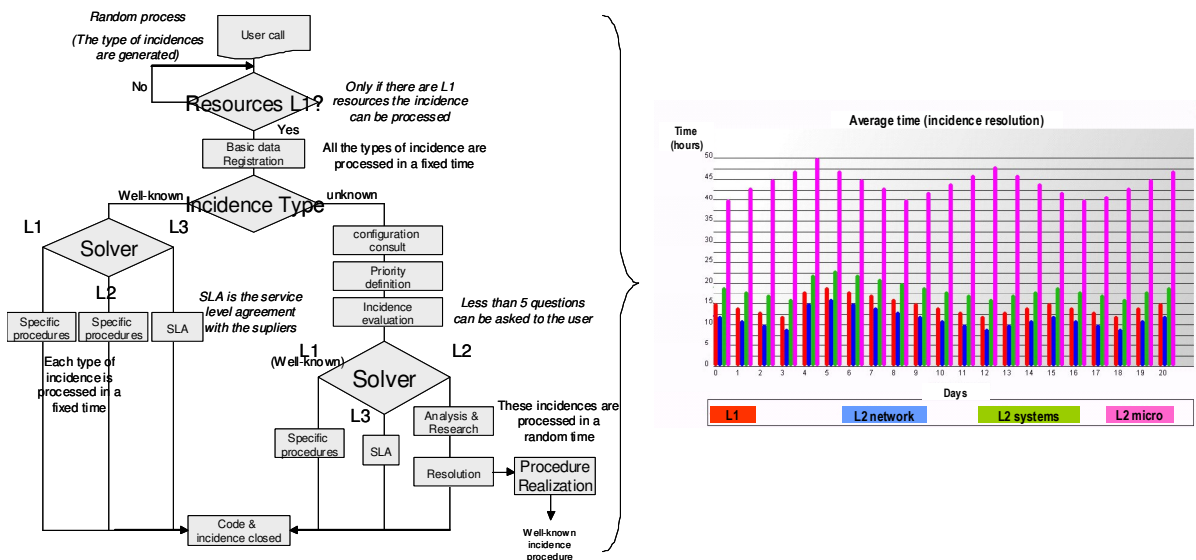 Random process
(The type of incidences
are generated)
User call
No
Resources L1?
Only if there are L1
resources the incidence
can be processed
Yes
Basic data
Registration
All the types of incidence are
processed in a fixed time
Well-known
Incidence Type
unknown
L1
Solver
L3
L2
configuration
consult
Priority
definition
Incidence
evaluation
SLA is the service
level agreement
with the supliers
Less than 5 questions
can be asked to the user
Specific
procedures
Specific
procedures
SLA
Each type of
incidence is
processed in a
fixed time
L1
(Well-known)
Solver
L2
L3
Specific
procedures
SLA
Analysis &
Research
These incidences are
processed in a
random time
Resolution
Procedure
Realization
Code &
incidence closed
Well-known
incidence
procedure
Average time (incidence resolution)
Time
(hours)
50
45
40
35
30
25
20
15
10
5
0
0 1 2 3 4 5 6 7 8 9 10 11 12 13 14 15 16 17 18 19 20
Days
L1
L2 network
L2 systems
L2 micro